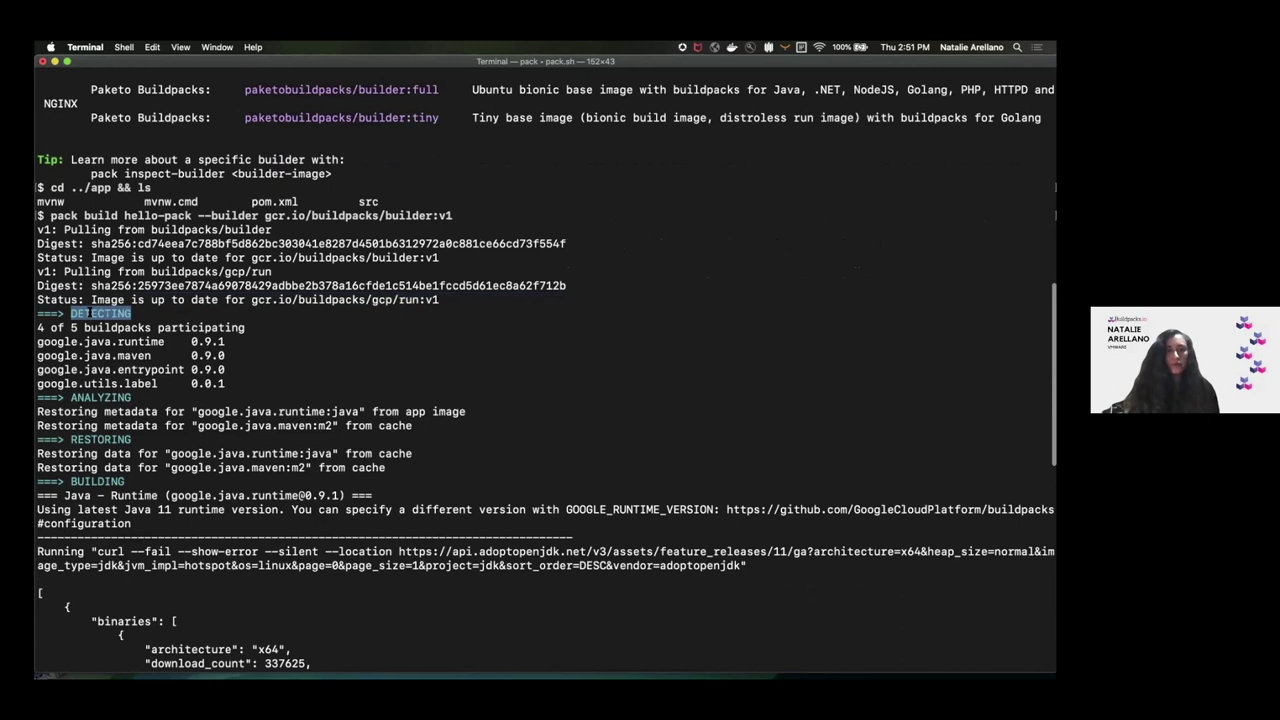 Terminal Shell Edit View Window Help 100% Thu 2:51 PM Natalie Arellano
Terminal — pack • pack.sh — 152×43
Paketo Buildpacks: paketobuildpacks/builder:full Ubuntu bionic base image with buildpacks for Java, .NET, NodeJS, Golang, PHP, HTTPD and
NGINX
Paketo Buildpacks: paketobuildpacks/builder:tiny Tiny base image (bionic build image, distroless run image) with buildpacks for Golang
Tip: Learn more about a specific builder with:
pack inspect-builder <builder-image>
$ cd ../app && ls
mvnw mvnw.cmd pom.xml src
$ pack build hello-pack --builder gcr.io/buildpacks/builder:v1
v1: Pulling from buildpacks/builder
Digest: sha256:cd74eea7c788bf5d862bc303041e8287d4501b6312972a0c881ce66cd73f554f
Status: Image is up to date for gcr.io/buildpacks/builder:v1
v1: Pulling from buildpacks/gcp/run
Digest: sha256:25973ee7874a69078429adbbe2b378a16cfde1c514be1fccd5d61ec8a62f712b
Status: Image is up to date for gcr.io/buildpacks/gcp/run:v1
===> DETECTING
4 of 5 buildpacks participating
google.java.runtime 0.9.1
google.java.maven 0.9.0
google.java.entrypoint 0.9.0
google.utils.label 0.0.1
===> ANALYZING
Restoring metadata for "google.java.runtime:java" from app image
Restoring metadata for "google.java.maven:m2" from cache
===> RESTORING
Restoring data for "google.java.runtime:java" from cache
Restoring data for "google.java.maven:m2" from cache
===> BUILDING
=== Java - Runtime (google.java.runtime@0.9.1) ===
Using latest Java 11 runtime version. You can specify a different version with GOOGLE_RUNTIME_VERSION: https://github.com/GoogleCloudPlatform/buildpacks
#configuration
--------------------------------------------------------------------------------
Running "curl --fail --show-error --silent --location https://api.adoptopenjdk.net/v3/assets/feature_releases/11/ga?architecture=x64&heap_size=normal&im
age_type=jdk&jvm_impl=hotspot&os=linux&page=0&page_size=1&project=jdk&sort_order=DESC&vendor=adoptopenjdk"
[
{
"binaries": [
{
"architecture": "x64",
"download_count": 337625,
Buildpacks.io
NATALIE
ARELLANO
VMWARE